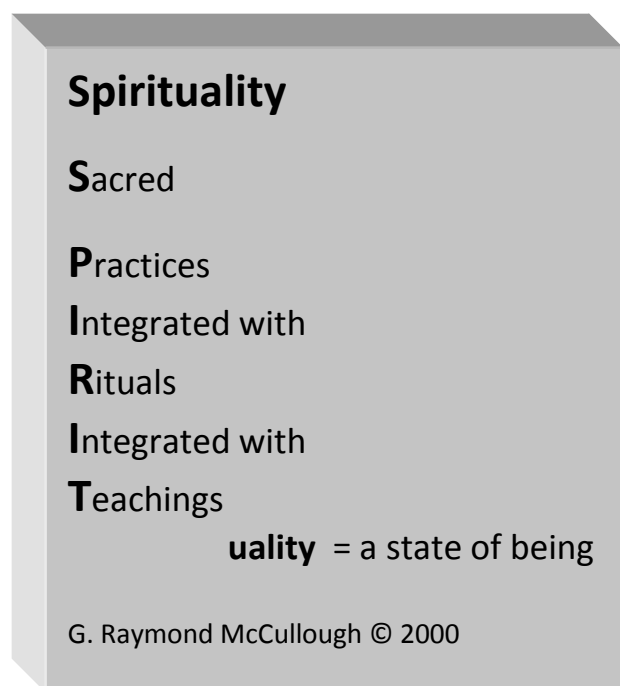 Spirituality
Sacred
Practices
Integrated with
Rituals
Integrated with
Teachings
uality = a state of being
G. Raymond McCullough © 2000